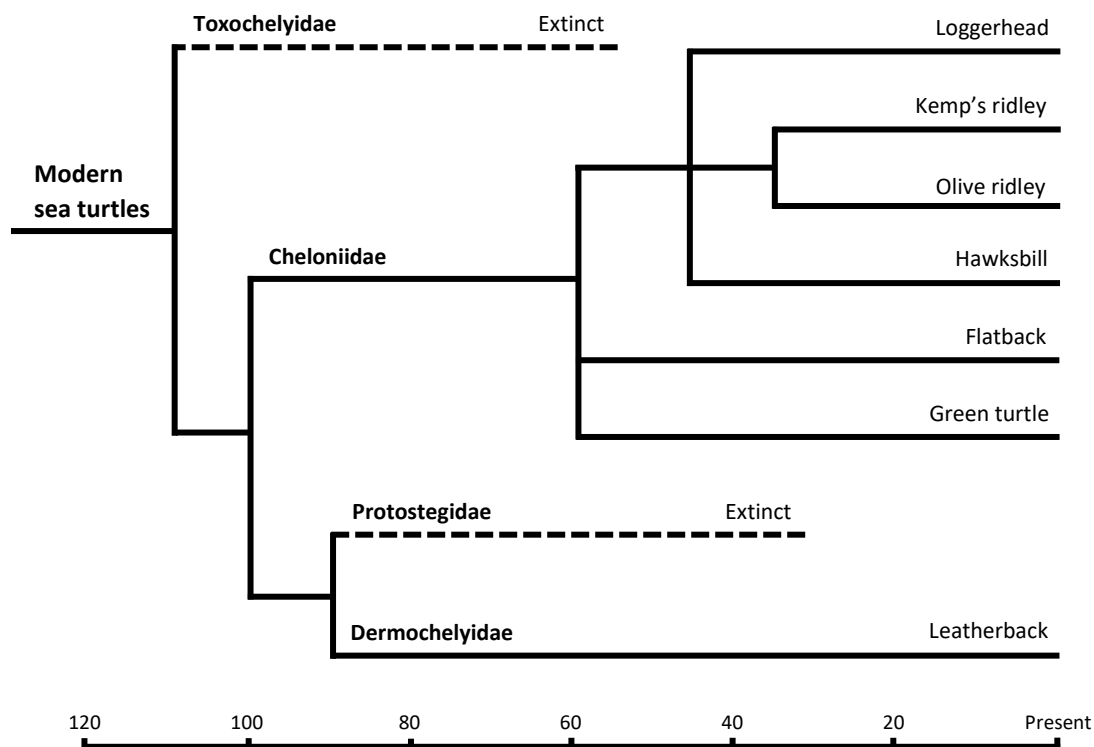 Toxochelyidae Extinct
Loggerhead
Kemp’s ridley
Modern
sea turtles
Olive ridley
Cheloniidae
Hawksbill
Flatback
Green turtle
Protostegidae Extinct
Dermochelyidae
Leatherback
120 100 80 60 40 20 Present